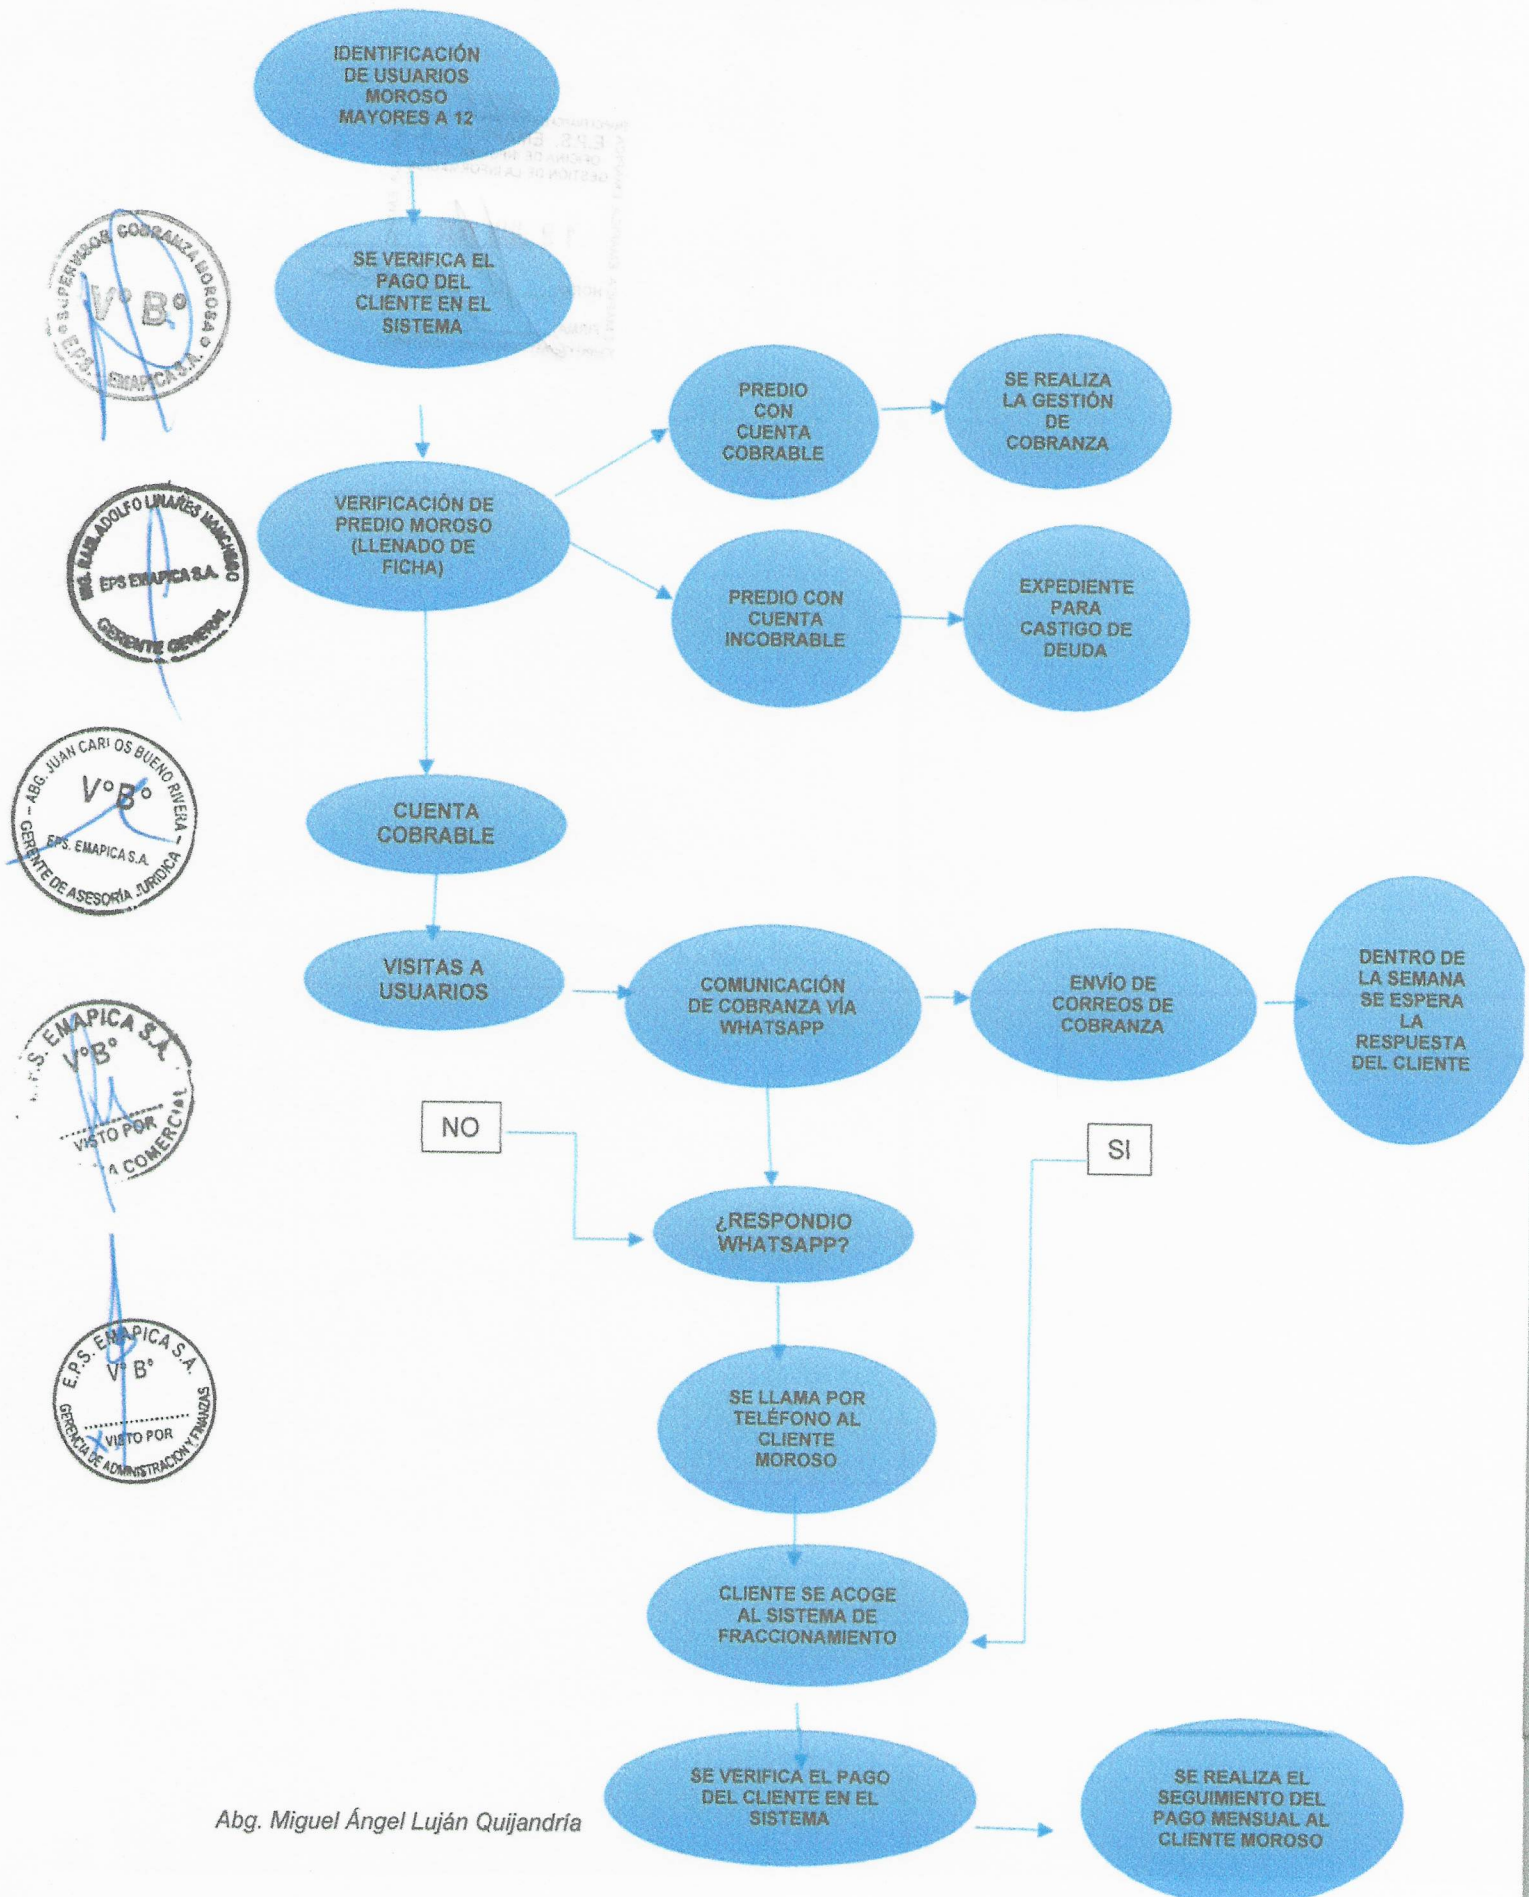 IDENTIFICACIÓN
DE USUARIOS
MOROSO
MAYORES A 12
SE VERIFICA EL
PAGO DEL
CLIENTE EN EL
SISTEMA
SUPERVISOR COBRANZA MOROSA
V° B°
E.P.S. EMAPICA S.A.
PREDIO
CON
CUENTA
COBRABLE
SE REALIZA
LA GESTIÓN
DE
COBRANZA
VERIFICACIÓN DE
PREDIO MOROSO
(LLENADO DE
FICHA)
ADOLFO LINARES
EPS EMAPICA S.A.
GERENTE GENERAL
PREDIO CON
CUENTA
INCOBRABLE
EXPEDIENTE
PARA
CASTIGO DE
DEUDA
ABG. JUAN CARLOS BUENO RIVERA
V°B°
EPS. EMAPICA S.A.
GERENTE DE ASESORÍA JURIDICA
CUENTA
COBRABLE
VISITAS A
USUARIOS
COMUNICACIÓN
DE COBRANZA VÍA
WHATSAPP
ENVÍO DE
CORREOS DE
COBRANZA
DENTRO DE
LA SEMANA
SE ESPERA
LA
RESPUESTA
DEL CLIENTE
EMAPICA S.A.
V°B°
VISTO POR
COMERCIAL
NO
SI
¿RESPONDIO
WHATSAPP?
E.P.S. EMAPICA S.A.
V° B°
VISTO POR
GERENCIA DE ADMINISTRACION Y FINANZAS
SE LLAMA POR
TELÉFONO AL
CLIENTE
MOROSO
CLIENTE SE ACOGE
AL SISTEMA DE
FRACCIONAMIENTO
SE VERIFICA EL PAGO
DEL CLIENTE EN EL
SISTEMA
SE REALIZA EL
SEGUIMIENTO DEL
PAGO MENSUAL AL
CLIENTE MOROSO
Abg. Miguel Ángel Luján Quijandría